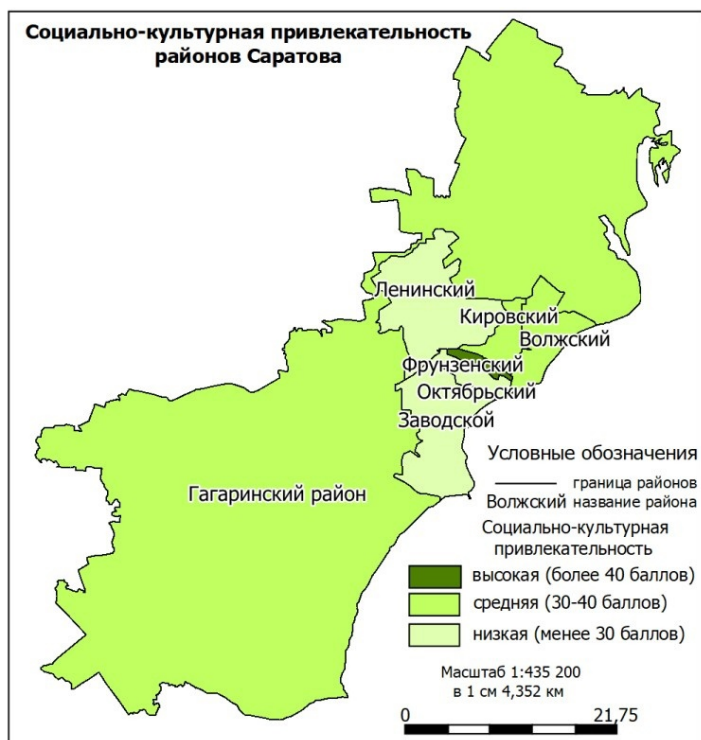 Социально-культурная привлекательность
районов Саратова
Ленинский
Кировский
Волжский
Фрунзенский
Октябрьский
Заводской
Гагаринский район
Условные обозначения
граница районов
Волжский название района
Социально-культурная
привлекательность
высокая (более 40 баллов)
средняя (30-40 баллов)
низкая (менее 30 баллов)
Масштаб 1:435 200
в 1 см 4,352 км
0 21,75